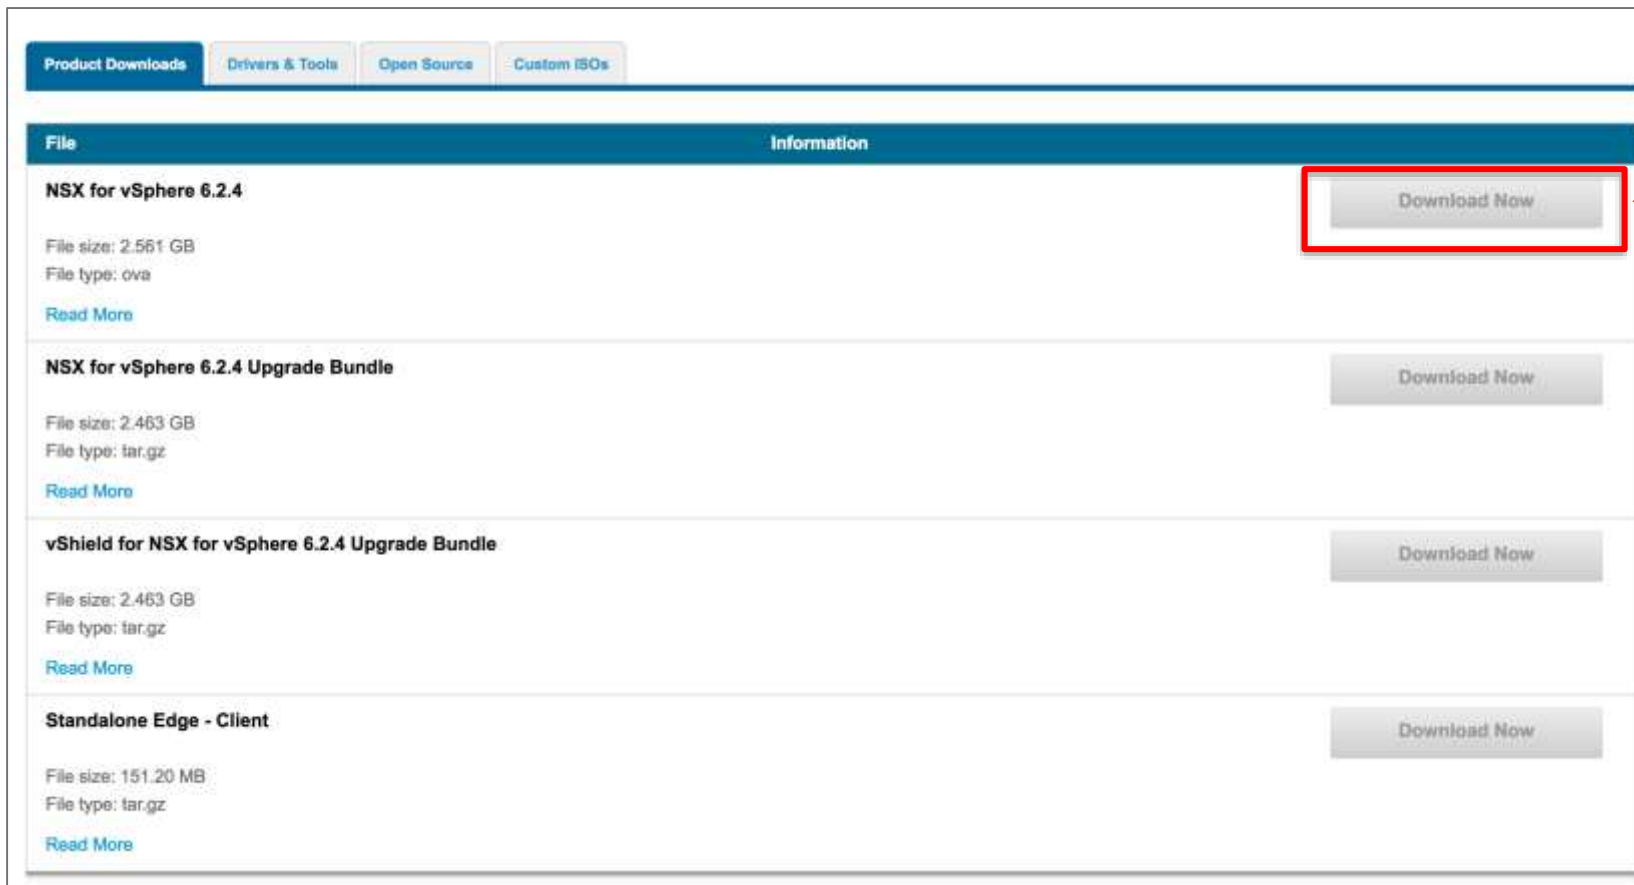 Product Downloads
Drivers & Tools
Open Source
Custom ISOs
File
Information
NSX for vSphere 6.2.4
Download Now
File size: 2.561 GB
File type: ova
Read More
NSX for vSphere 6.2.4 Upgrade Bundle
Download Now
File size: 2.463 GB
File type: tar.gz
Read More
vShield for NSX for vSphere 6.2.4 Upgrade Bundle
Download Now
File size: 2.463 GB
File type: tar.gz
Read More
Standalone Edge - Client
Download Now
File size: 151.20 MB
File type: tar.gz
Read More